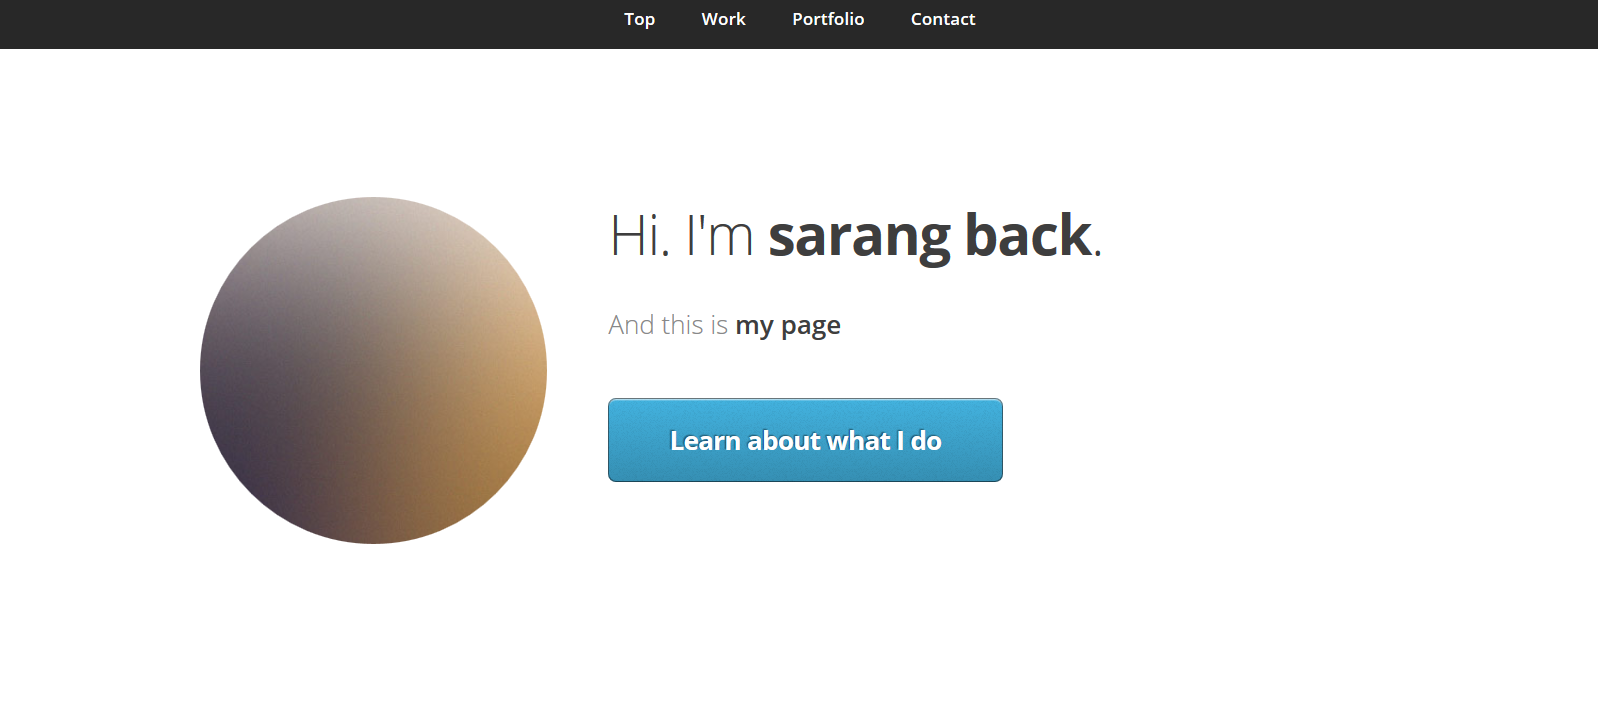 Top Work Portfolio Contact
Hi. I'm sarang back.
And this is my page
Learn about what I do